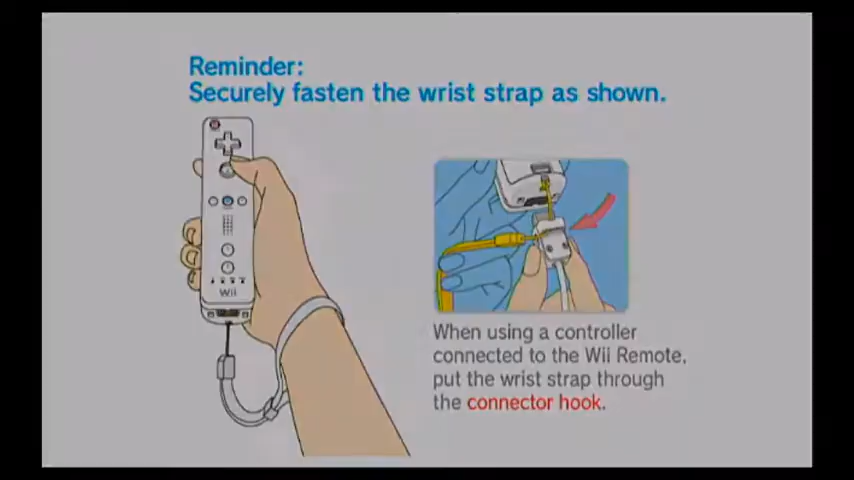 Reminder:
Securely fasten the wrist strap as shown.
Wii
When using a controller
connected to the Wii Remote,
put the wrist strap through
the connector hook.